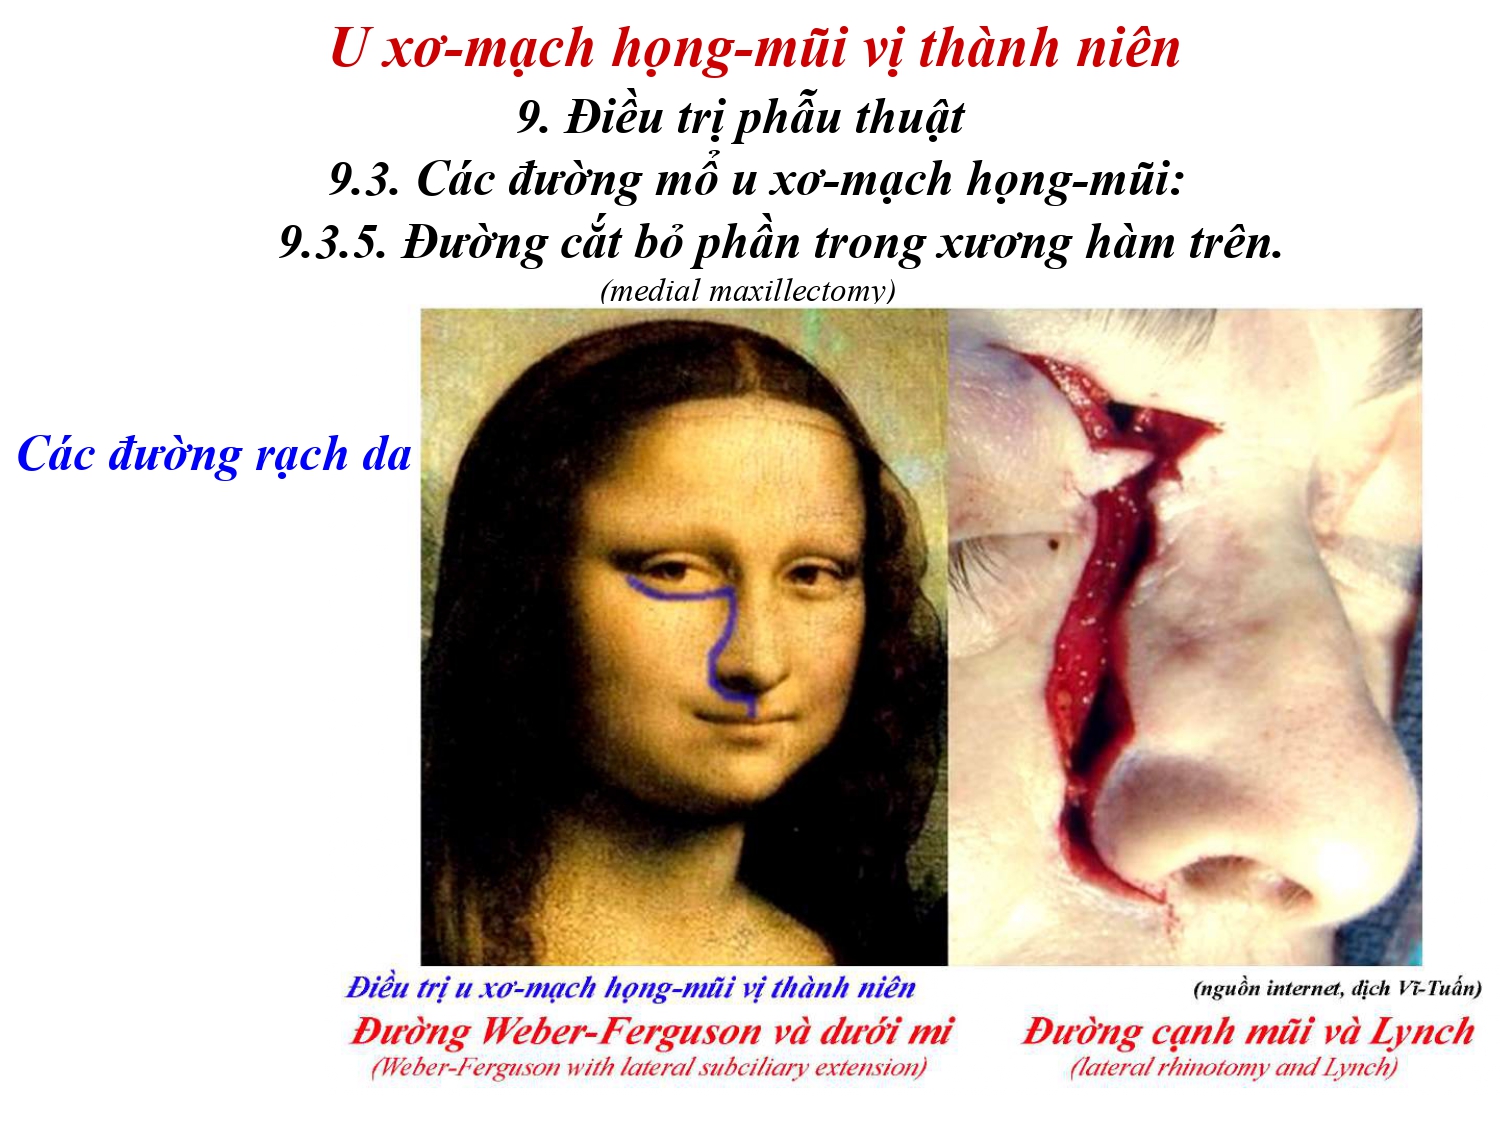 U xơ-mạch họng-mũi vị thành niên
9. Điều trị phẫu thuật
9.3. Các đường mổ u xơ-mạch họng-mũi:
9.3.5. Đường cắt bỏ phần trong xương hàm trên.
(medial maxillectomy)
Các đường rạch da
Điều trị u xơ-mạch họng-mũi vị thành niên
(nguồn internet, dịch Vĩ-Tuấn)
Đường Weber-Ferguson và dưới mi
(Weber-Ferguson with lateral subciliary extension)
Đường cạnh mũi và Lynch
(lateral rhinotomy and Lynch)